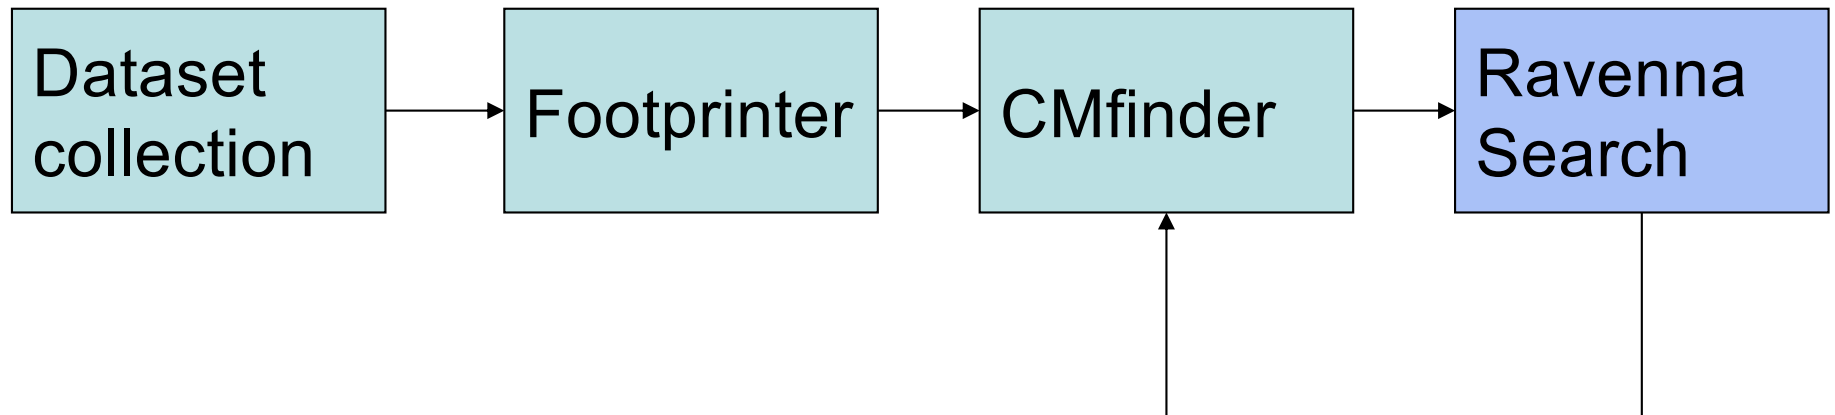 Dataset
collection
Footprinter
CMfinder
Ravenna
Search